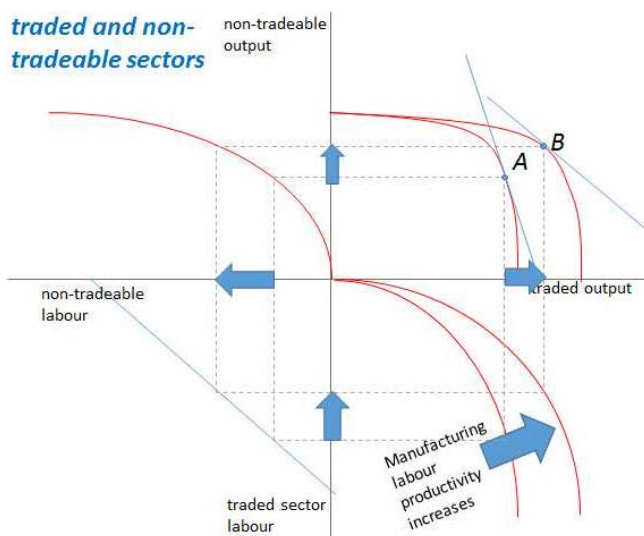 traded and non-
tradeable sectors
non-tradeable
output
A
B
non-tradeable
labour
traded output
traded sector
labour
Manufacturing
labour
productivity
increases